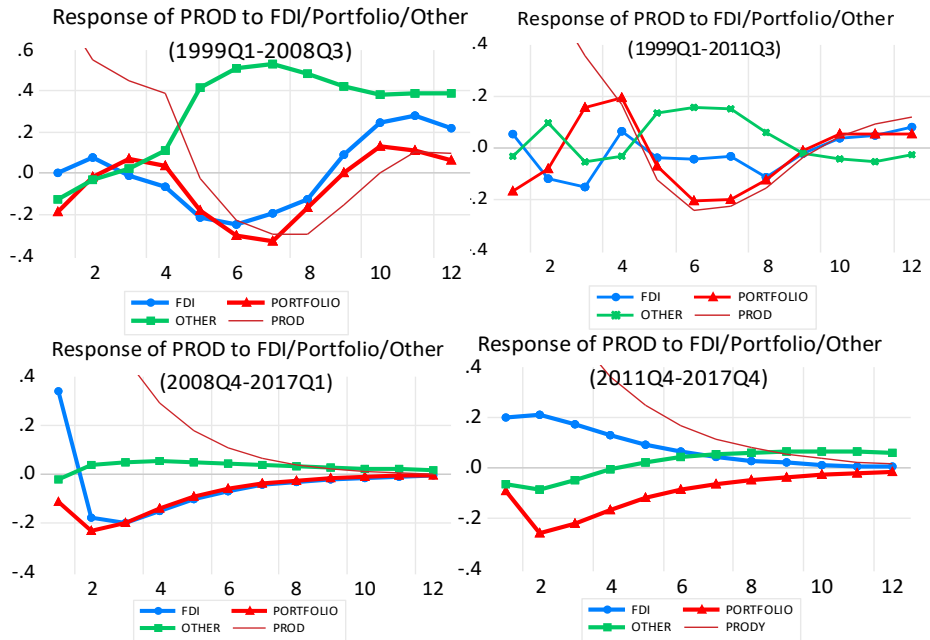 Response of PROD to FDI/Portfolio/Other
(1999Q1-2008Q3)
.6
.4
.2
.0
-.2
-.4
2 4 6 8 10 12
FDI PORTFOLIO
OTHER PROD
Response of PROD to FDI/Portfolio/Other
(1999Q1-2011Q3)
.4
.2
.0
-.2
-.4
2 4 6 8 10 12
FDI PORTFOLIO
OTHER PROD
Response of PROD to FDI/Portfolio/Other
(2008Q4-2017Q1)
.4
.2
.0
-.2
-.4
2 4 6 8 10 12
FDI PORTFOLIO
OTHER PROD
Response of PROD to FDI/Portfolio/Other
(2011Q4-2017Q4)
.4
.2
.0
-.2
-.4
2 4 6 8 10 12
FDI PORTFOLIO
OTHER PRODY